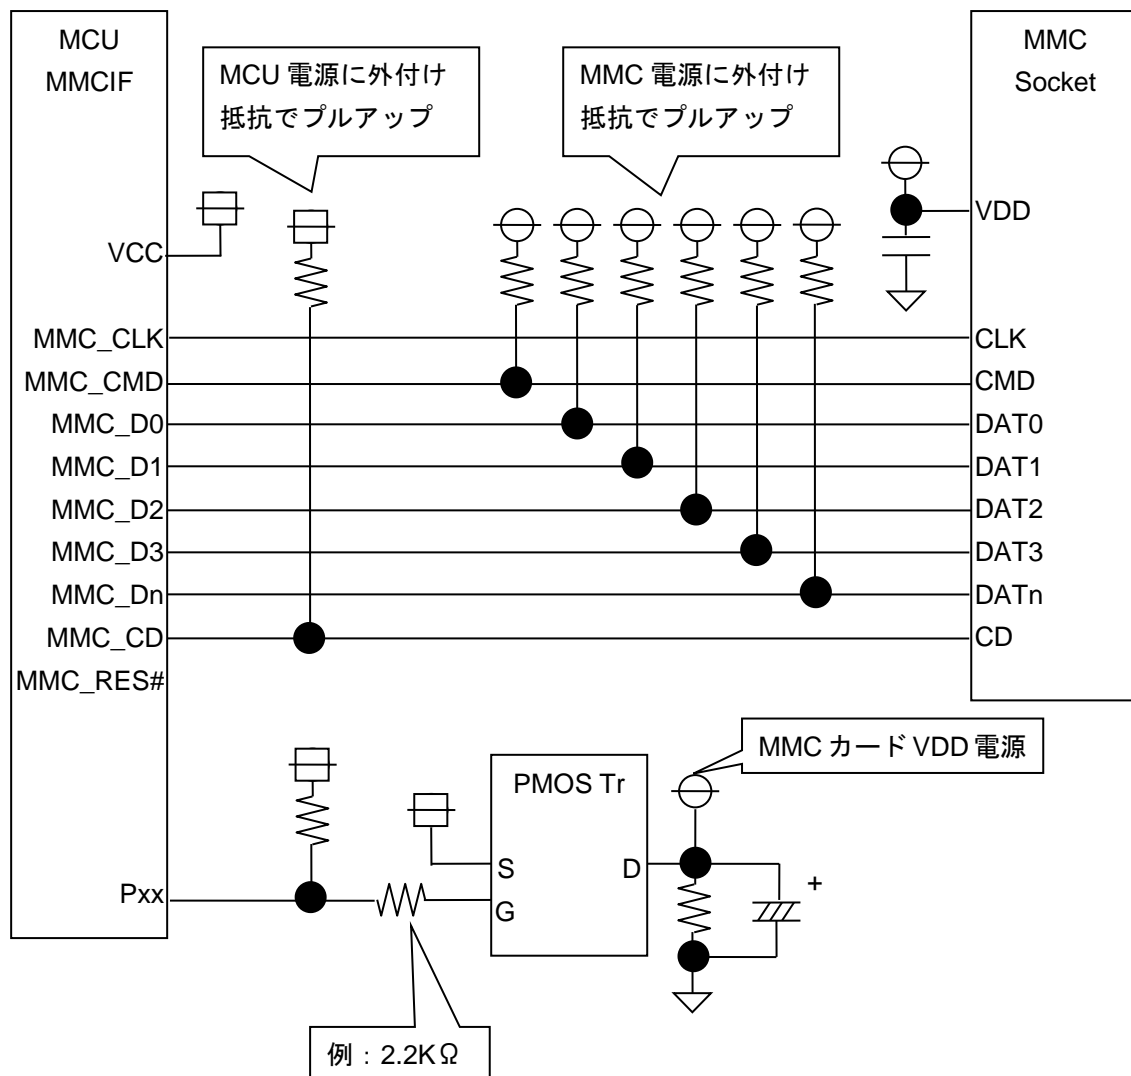 MCU
MMCIF
MCU 電源に外付け
抵抗でプルアップ
MMC 電源に外付け
抵抗でプルアップ
MMC
Socket
VCC
VDD
MMC_CLK
CLK
MMC_CMD
CMD
MMC_D0
DAT0
MMC_D1
DAT1
MMC_D2
DAT2
MMC_D3
DAT3
MMC_Dn
DATn
MMC_CD
CD
MMC_RES#
MMC カード VDD 電源
PMOS Tr
S
D
G
+
Pxx
例：2.2KΩ